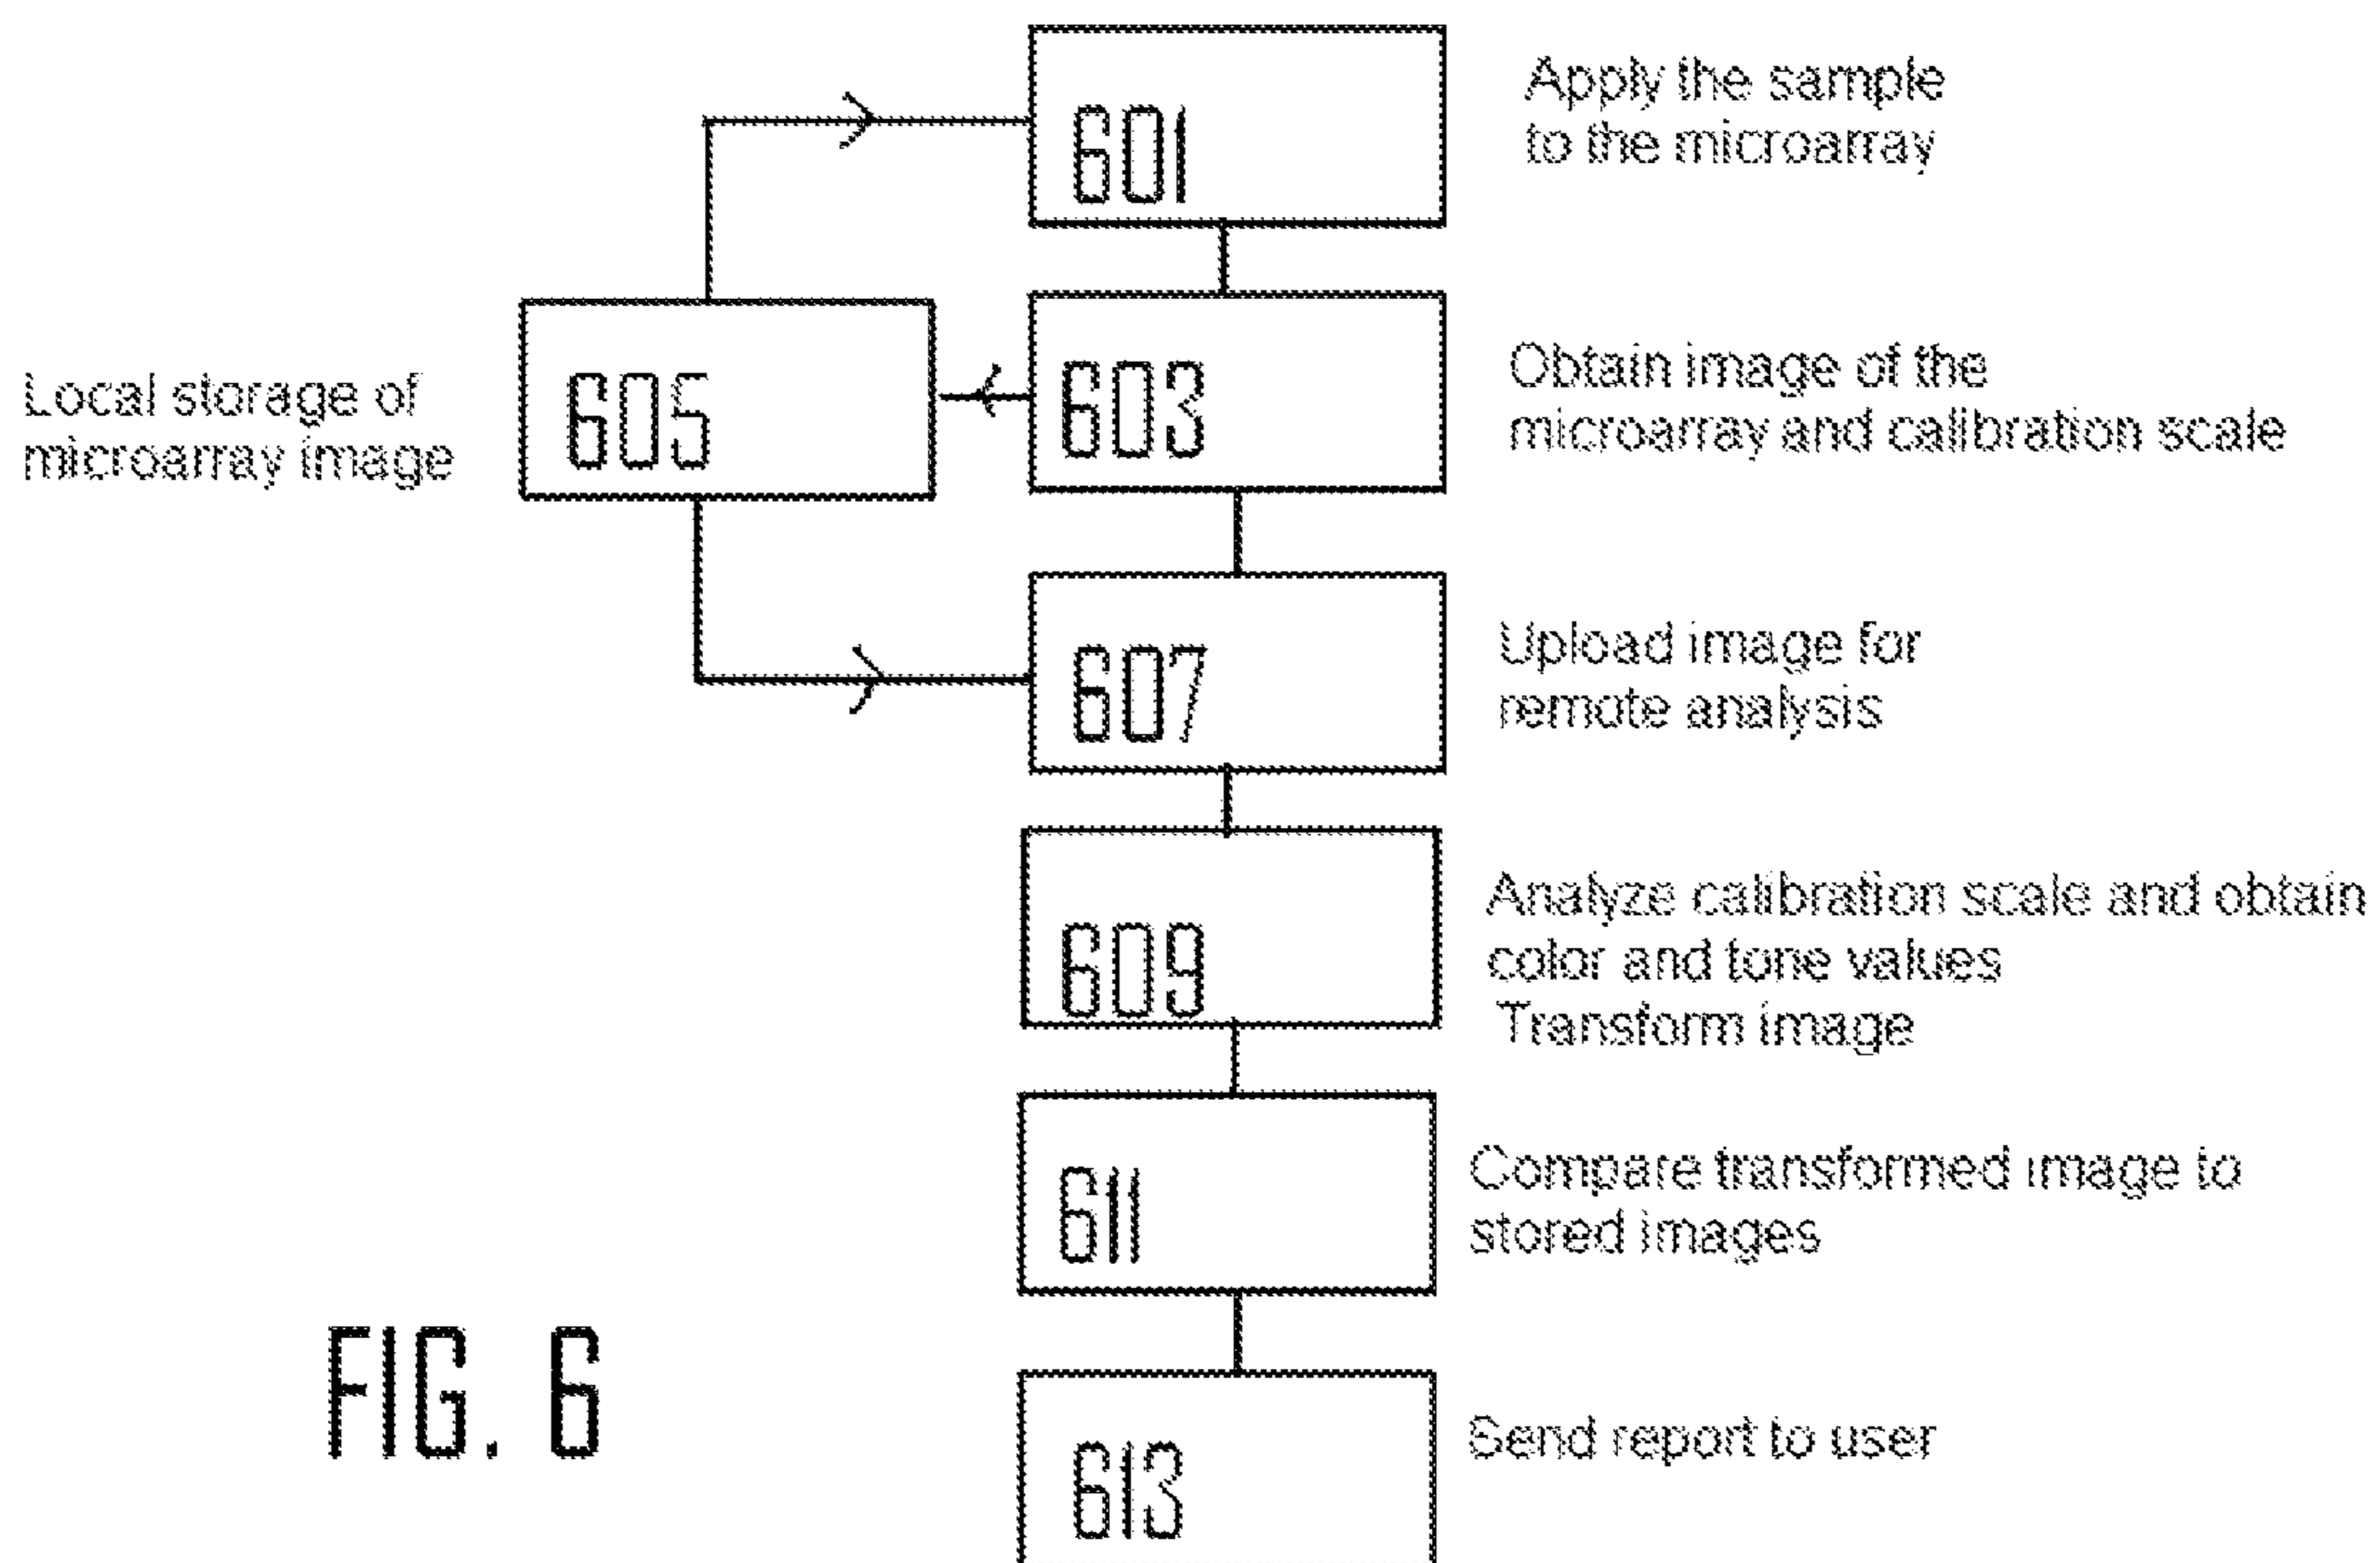 601
Apply the sample
to the microarray
Local storage of
microarray image
605
603
Obtain image of the
microarray and calibration scale
607
Upload image for
remote analysis
609
Analyze calibration scale and obtain
color and tone values
Transform image
611
Compare transformed image to
stored images
613
Send report to user
FIG. 6